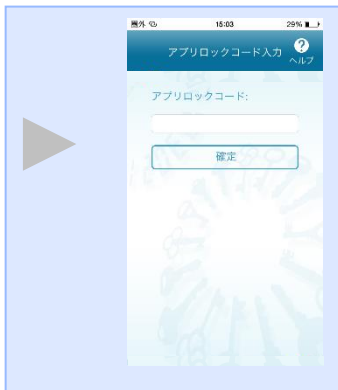 圏外 15:03 29%
アプリロックコード入力
?
ヘルプ
アプリロックコード:
確定